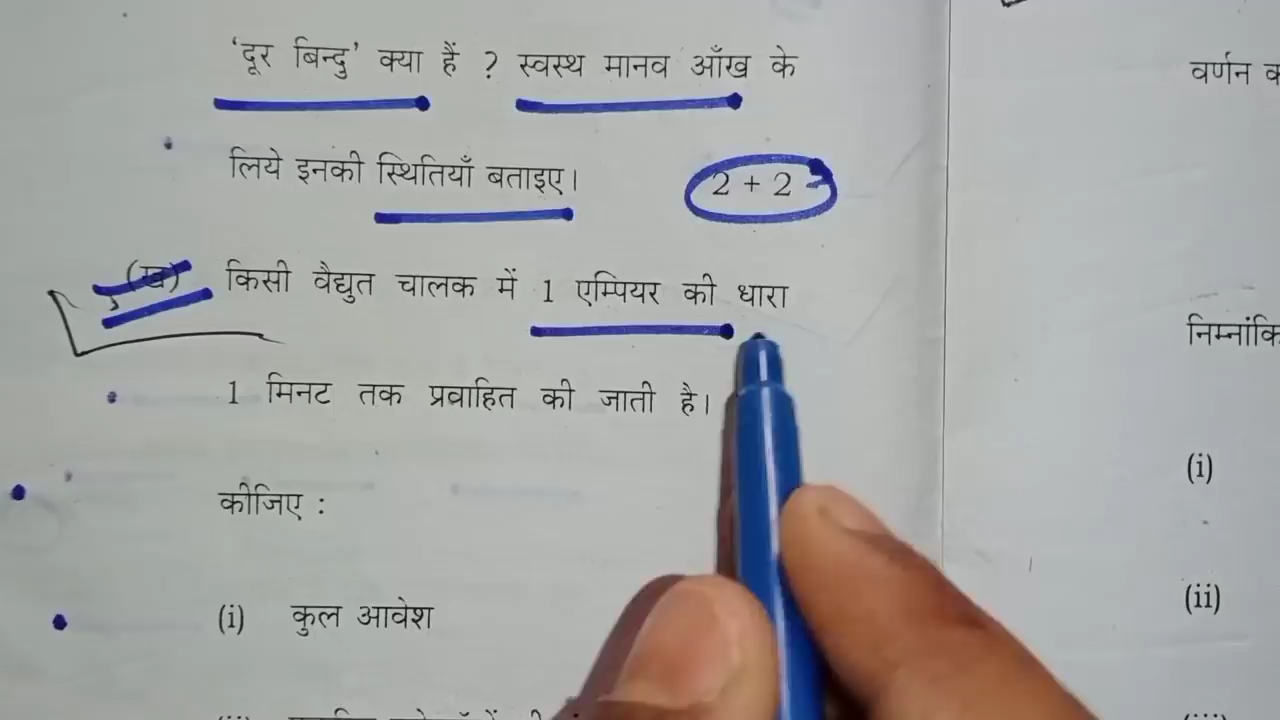 'दूर बिन्दु' क्या हैं ? स्वस्थ मानव आँख के
लिये इनकी स्थितियाँ बताइए।
2 + 2
(ख) किसी वैद्युत चालक में 1 एम्पियर की धारा
1 मिनट तक प्रवाहित की जाती है।
कीजिए :
(i) कुल आवेश
वर्णन
(i)
(ii)